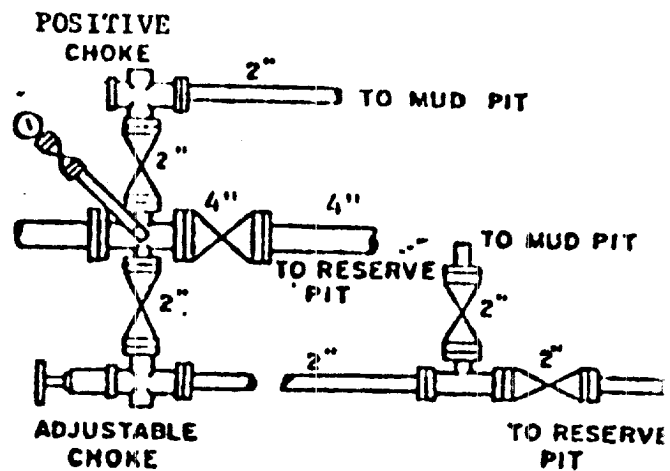 POSITIVE
CHOKE
2"
TO MUD PIT
2"
4"
4"
TO RESERVE
PIT
TO MUD PIT
2"
2"
2"
2"
ADJUSTABLE
CHOKE
TO RESERVE
PIT